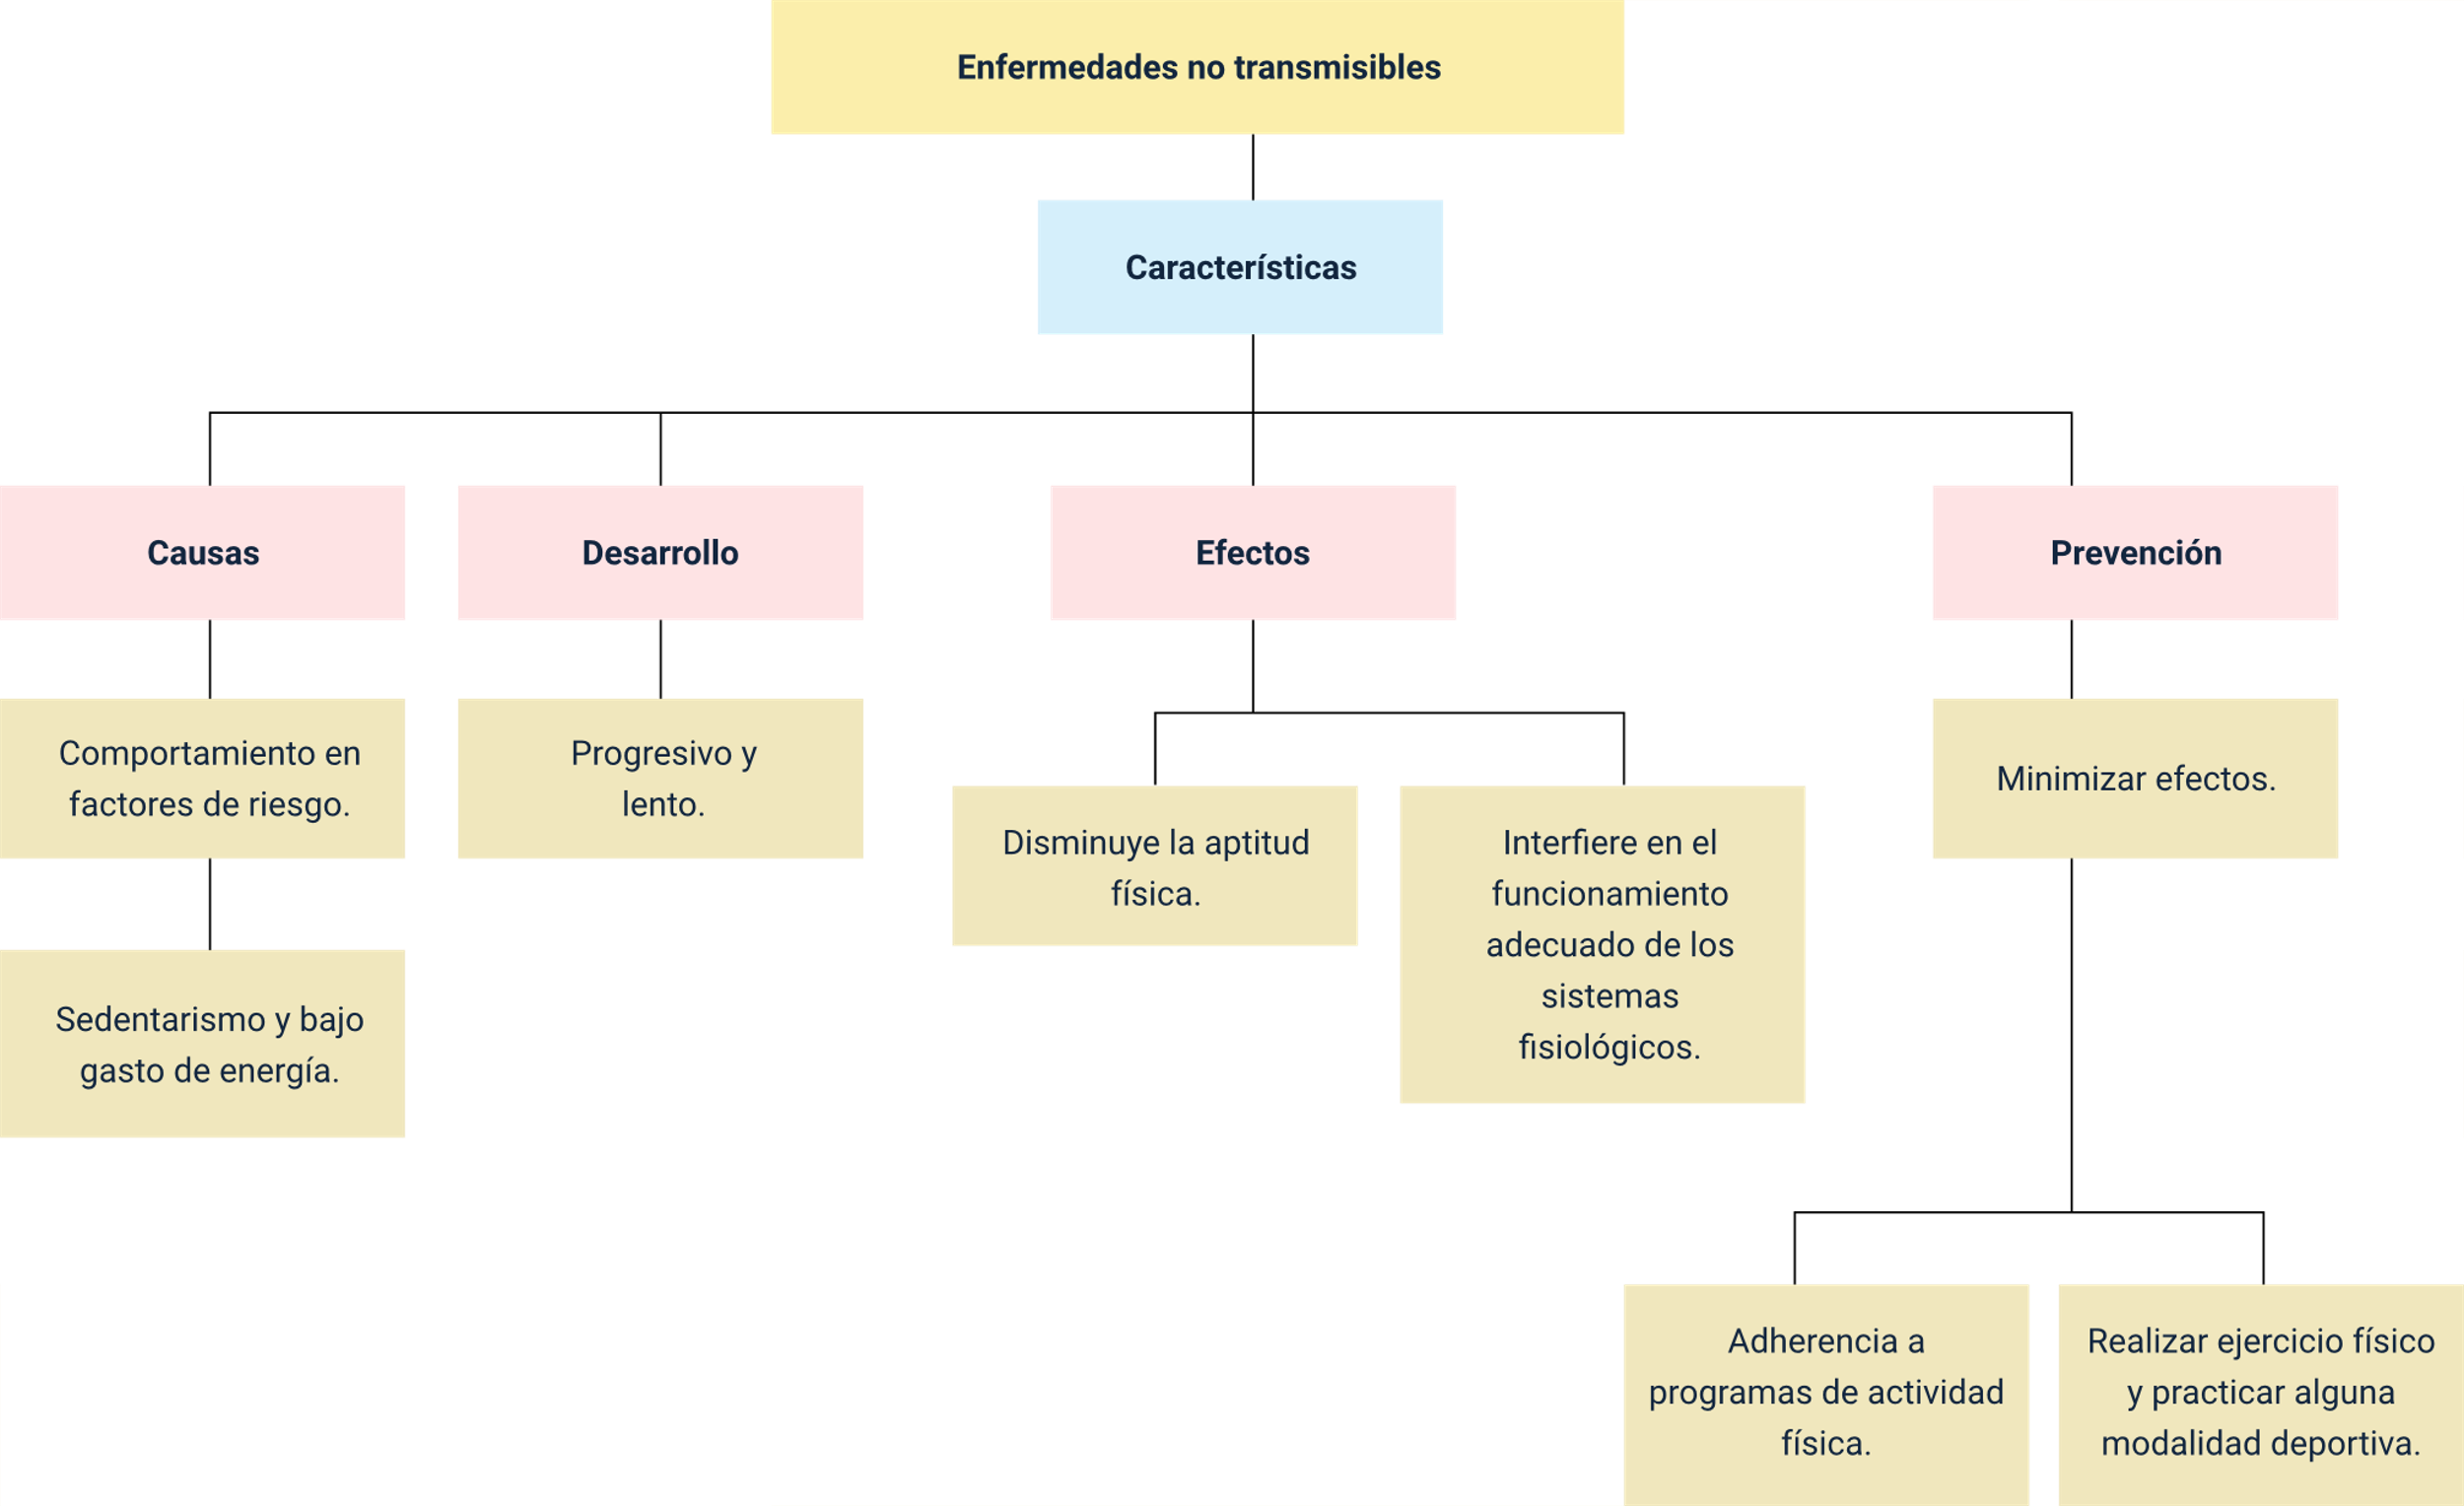 Enfermedades no transmisibles
Características
Causas
Desarrollo
Efectos
Prevención
Comportamiento en
factores de riesgo.
Progresivo y
lento.
Minimizar efectos.
Disminuye la aptitud
física.
Interfiere en el
funcionamiento
adecuado de los
sistemas
fisiológicos.
Sedentarismo y bajo
gasto de energía.
Adherencia a
programas de actividad
física.
Realizar ejercicio físico
y practicar alguna
modalidad deportiva.